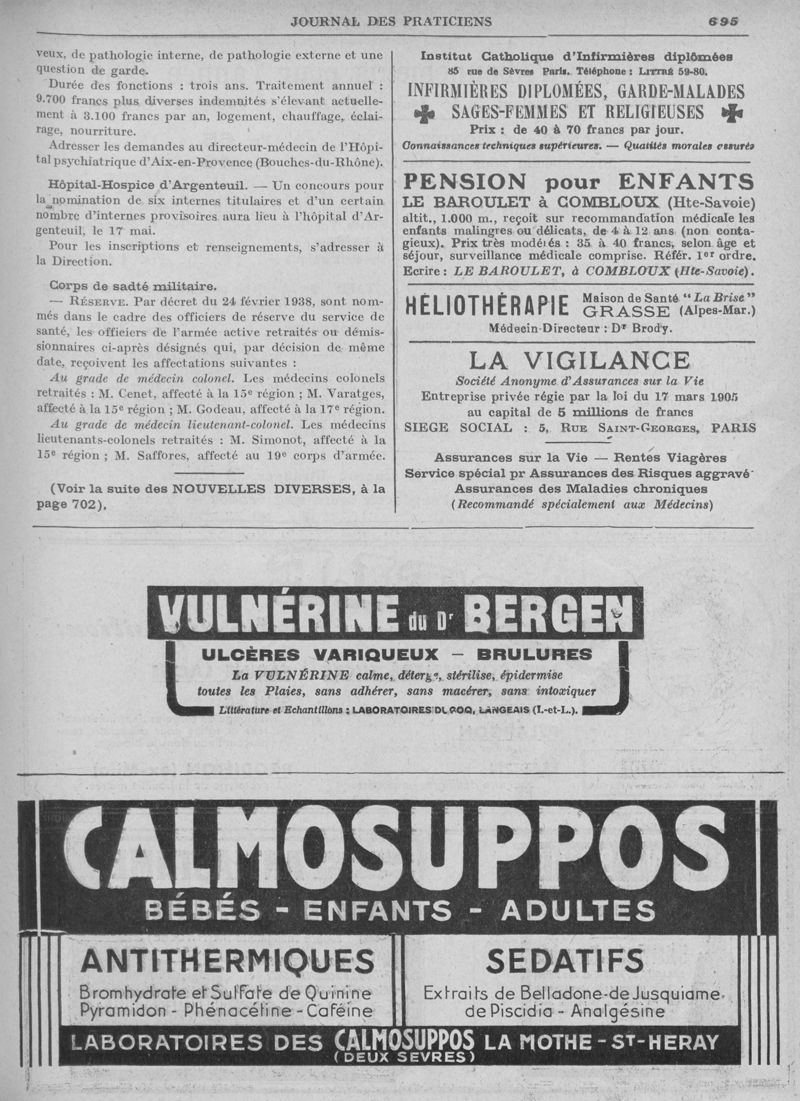 JOURNAL DES PRATICIENS
695
veux, de pathologie interne, de pathologie externe et une
question de garde.
Durée des fonctions : trois ans. Traitement annuel :
9.700 francs plus diverses indemnités s'élevant actuelle-
ment à 3.100 francs par an, logement, chauffage, éclai-
rage, nourriture.
Adresser les demandes au directeur-médecin de l'Hôpi-
tal psychiatrique d'Aix-en-Provence (Bouches-du-Rhône).
Hôpital-Hospice d'Argenteuil. — Un concours pour
la nomination de six internes titulaires et d'un certain
nombre d'internes provisoires aura lieu à l'hôpital d'Ar-
genteuil, le 17 mai.
Pour les inscriptions et renseignements, s'adresser à
la Direction.
Corps de sadté militaire.
— RÉSERVE. Par décret du 24 février 1938, sont nom-
més dans le cadre des officiers de réserve du service de
santé, les officiers de l'armée active retraités ou démis-
sionnaires ci-après désignés qui, par décision de même
date, reçoivent les affectations suivantes :
Au grade de médecin colonel. Les médecins colonels
retraités : M. Cenet, affecté à la 15e région ; M. Varatges,
affecté à la 15e région ; M. Godeau, affecté à la 17e région.
Au grade de médecin lieutenant-colonel. Les médecins
lieutenants-colonels retraités : M. Simonot, affecté à la
15e région ; M. Saffores, affecté au 19e corps d'armée.
(Voir la suite des NOUVELLES DIVERSES, à la
page 702).
Institut Catholique d'Infirmières diplômées
85 rue de Sèvres Paris. Téléphone : LITTRÉ 59-80.
INFIRMIÈRES DIPLOMÉES, GARDE-MALADES
SAGES-FEMMES ET RELIGIEUSES
Prix : de 40 à 70 francs par jour.
Connaissances techniques supérieures. — Qualités morales assurés
PENSION pour ENFANTS
LE BAROULET à COMBLOUX (Hte-Savoie)
altit., 1.000 m., reçoit sur recommandation médicale les
enfants malingres ou délicats, de 4 à 12 ans (non conta-
gieux). Prix très modérés : 35 à 40 francs, selon âge et
séjour, surveillance médicale comprise. Référ. 1er ordre.
Ecrire : LE BAROULET, à COMBLOUX (Hte-Savoie).
HÉLIOTHÉRAPIE Maison de Santé "La Brise"
GRASSE (Alpes-Mar.)
Médecin-Directeur : Dr Brody.
LA VIGILANCE
Société Anonyme d'Assurances sur la Vie
Entreprise privée régie par la loi du 17 mars 1905
au capital de 5 millions de francs
SIEGE SOCIAL : 5, RUE SAINT-GEORGES, PARIS
Assurances sur la Vie — Rentes Viagères
Service spécial pr Assurances des Risques aggravé
Assurances des Maladies chroniques
(Recommandé spécialement aux Médecins)
VULNÉRINE du Dr BERGEN
ULCÈRES VARIQUEUX – BRULURES
La VULNÉRINE calme, déterge, stérilise, épidermise
toutes les Plaies, sans adhérer, sans macérer, sans intoxiquer
Littérature et Echantillons : LABORATOIRES LANGEAIS (I.-et-L.).
CALMOSUPPOS
BÉBÉS - ENFANTS - ADULTES
ANTITHERMIQUES
Bromhydrate et Sulfate de Quinine
Pyramidon - Phénacétine - Caféine
SEDATIFS
Extraits de Belladone-de Jusquiame
de Piscidia - Analgésine
LABORATOIRES DES CALMOSUPPOS LA MOTHE-ST-HERAY
(DEUX SEVRES)